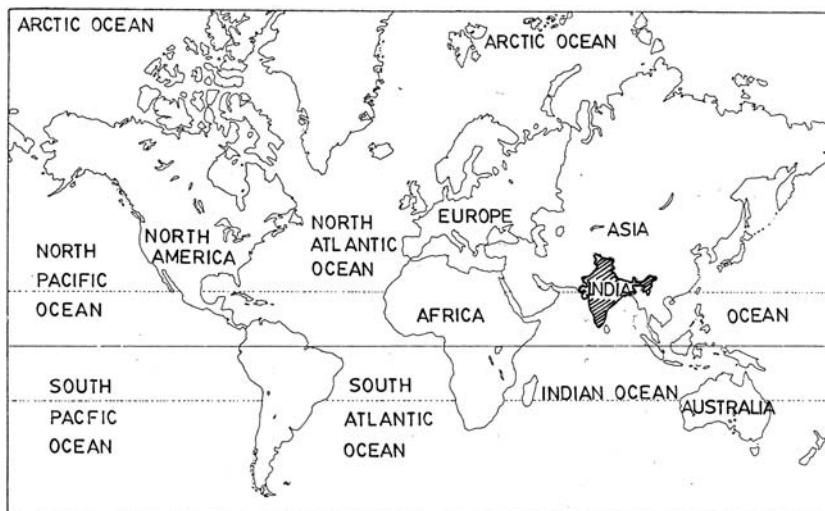 ARCTIC OCEAN
ARCTIC OCEAN
NORTH
PACIFIC
OCEAN
NORTH
AMERICA
NORTH
ATLANTIC
OCEAN
EUROPE
ASIA
INDIA
AFRICA
OCEAN
SOUTH
PACFIC
OCEAN
SOUTH
ATLANTIC
OCEAN
INDIAN OCEAN
AUSTRALIA